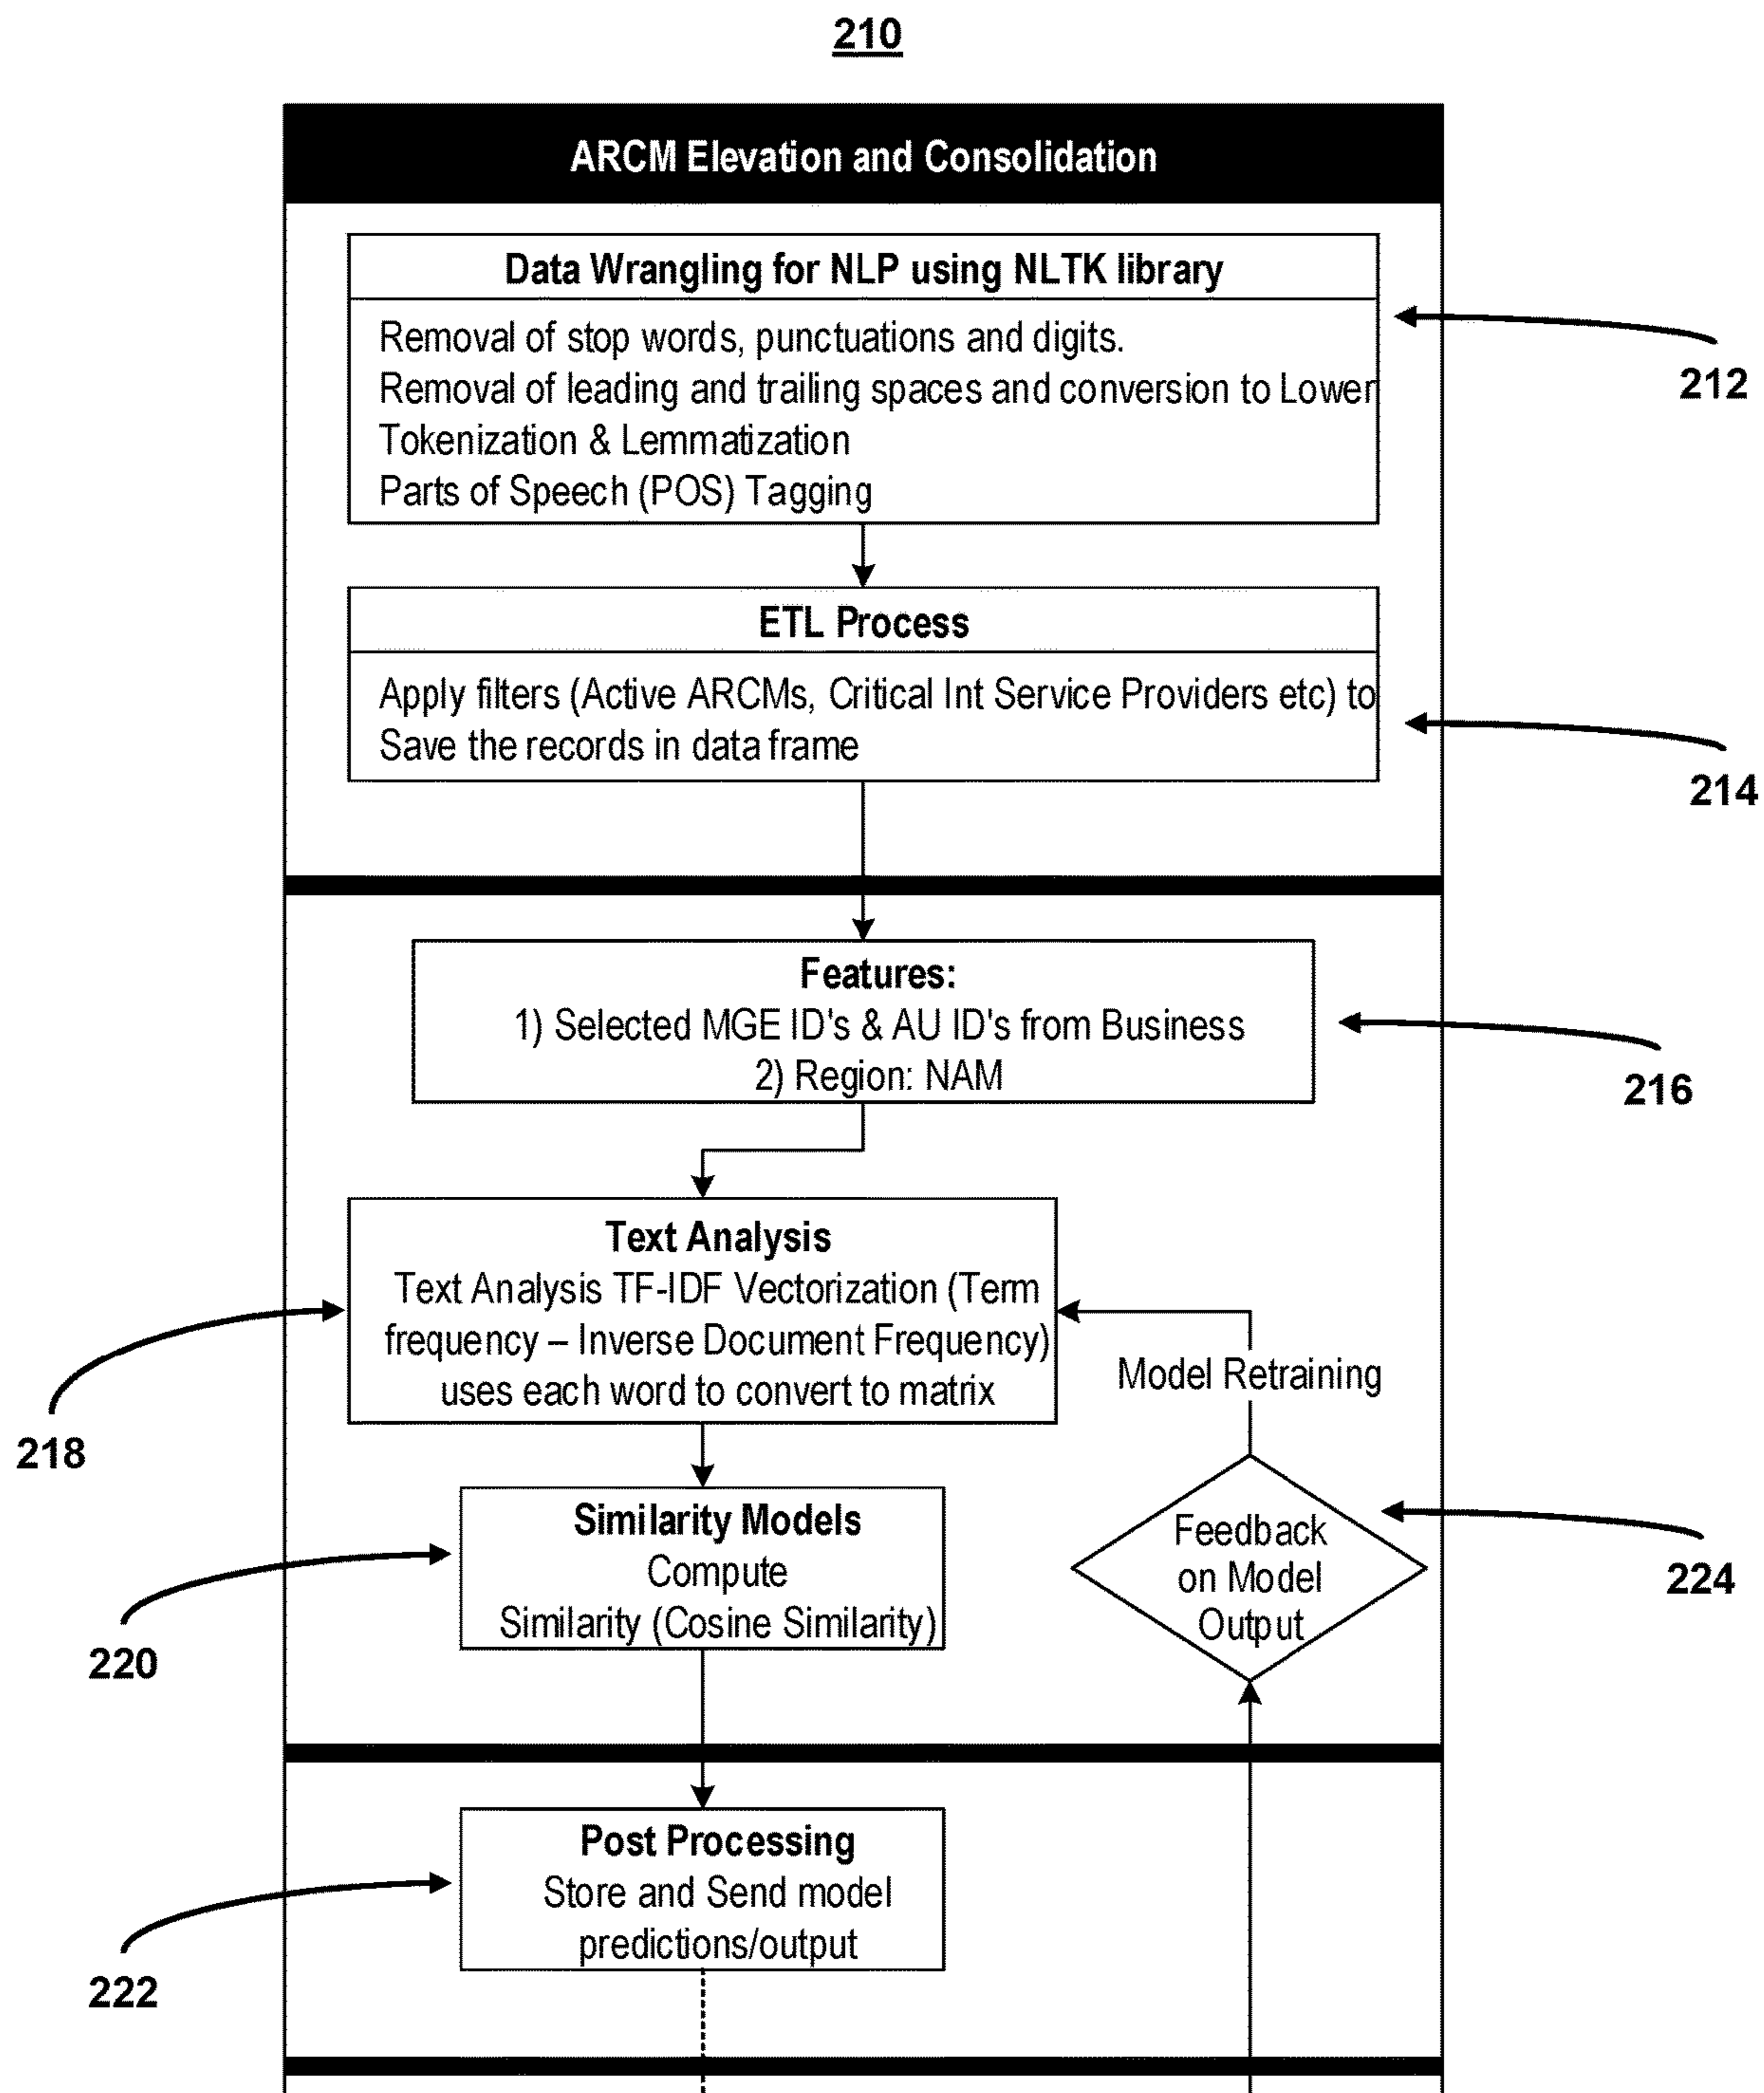 210
ARCM Elevation and Consolidation
Data Wrangling for NLP using NLTK library
Removal of stop words, punctuations and digits.
Removal of leading and trailing spaces and conversion to Lower
Tokenization & Lemmatization
Parts of Speech (POS) Tagging
212
ETL Process
Apply filters (Active ARCMs, Critical Int Service Providers etc) to
Save the records in data frame
214
Features:
1) Selected MGE ID's & AU ID's from Business
2) Region: NAM
216
Text Analysis
Text Analysis TF-IDF Vectorization (Term
frequency – Inverse Document Frequency)
uses each word to convert to matrix
218
Model Retraining
Similarity Models
Compute
Similarity (Cosine Similarity)
220
Feedback
on Model
Output
224
Post Processing
Store and Send model
predictions/output
222